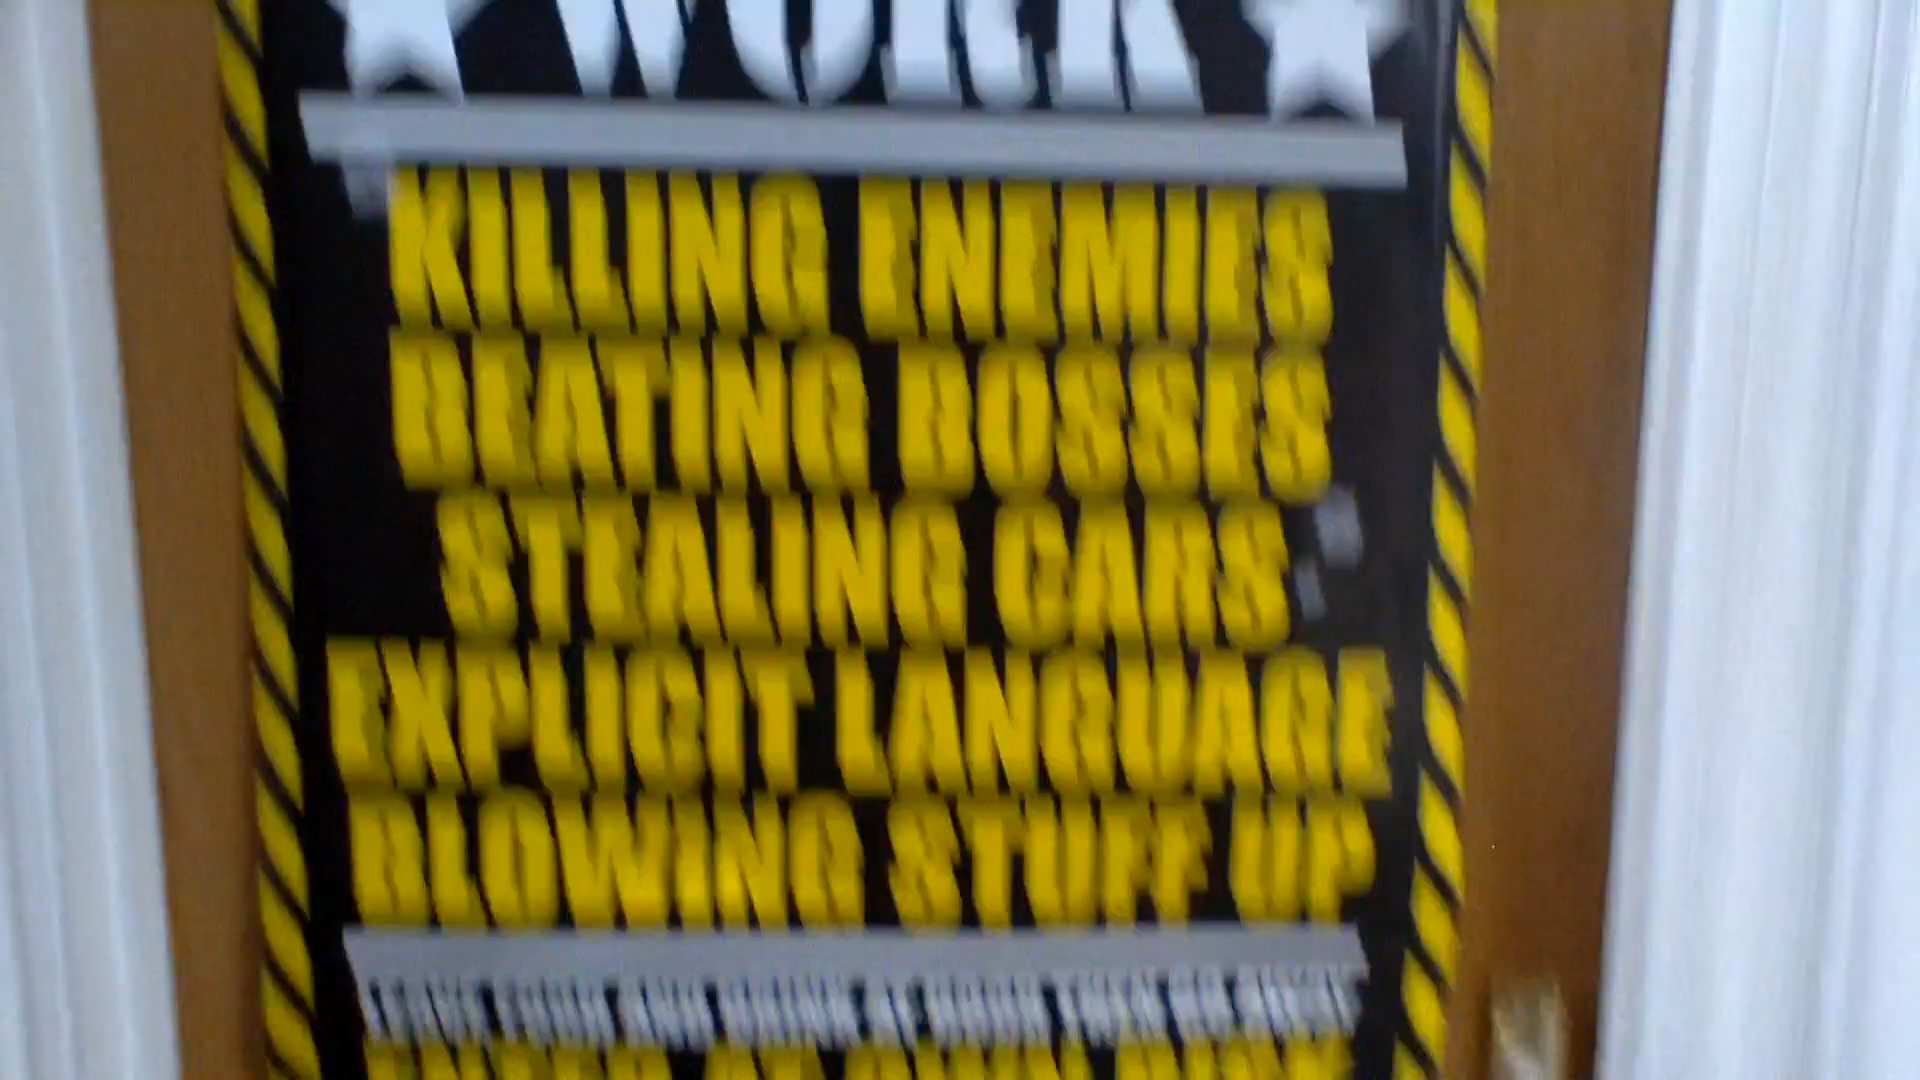 WORK
KILLING ENEMIES
BEATING BOSSES
STEALING CARS
EXPLICIT LANGUAGE
BLOWING STUFF UP